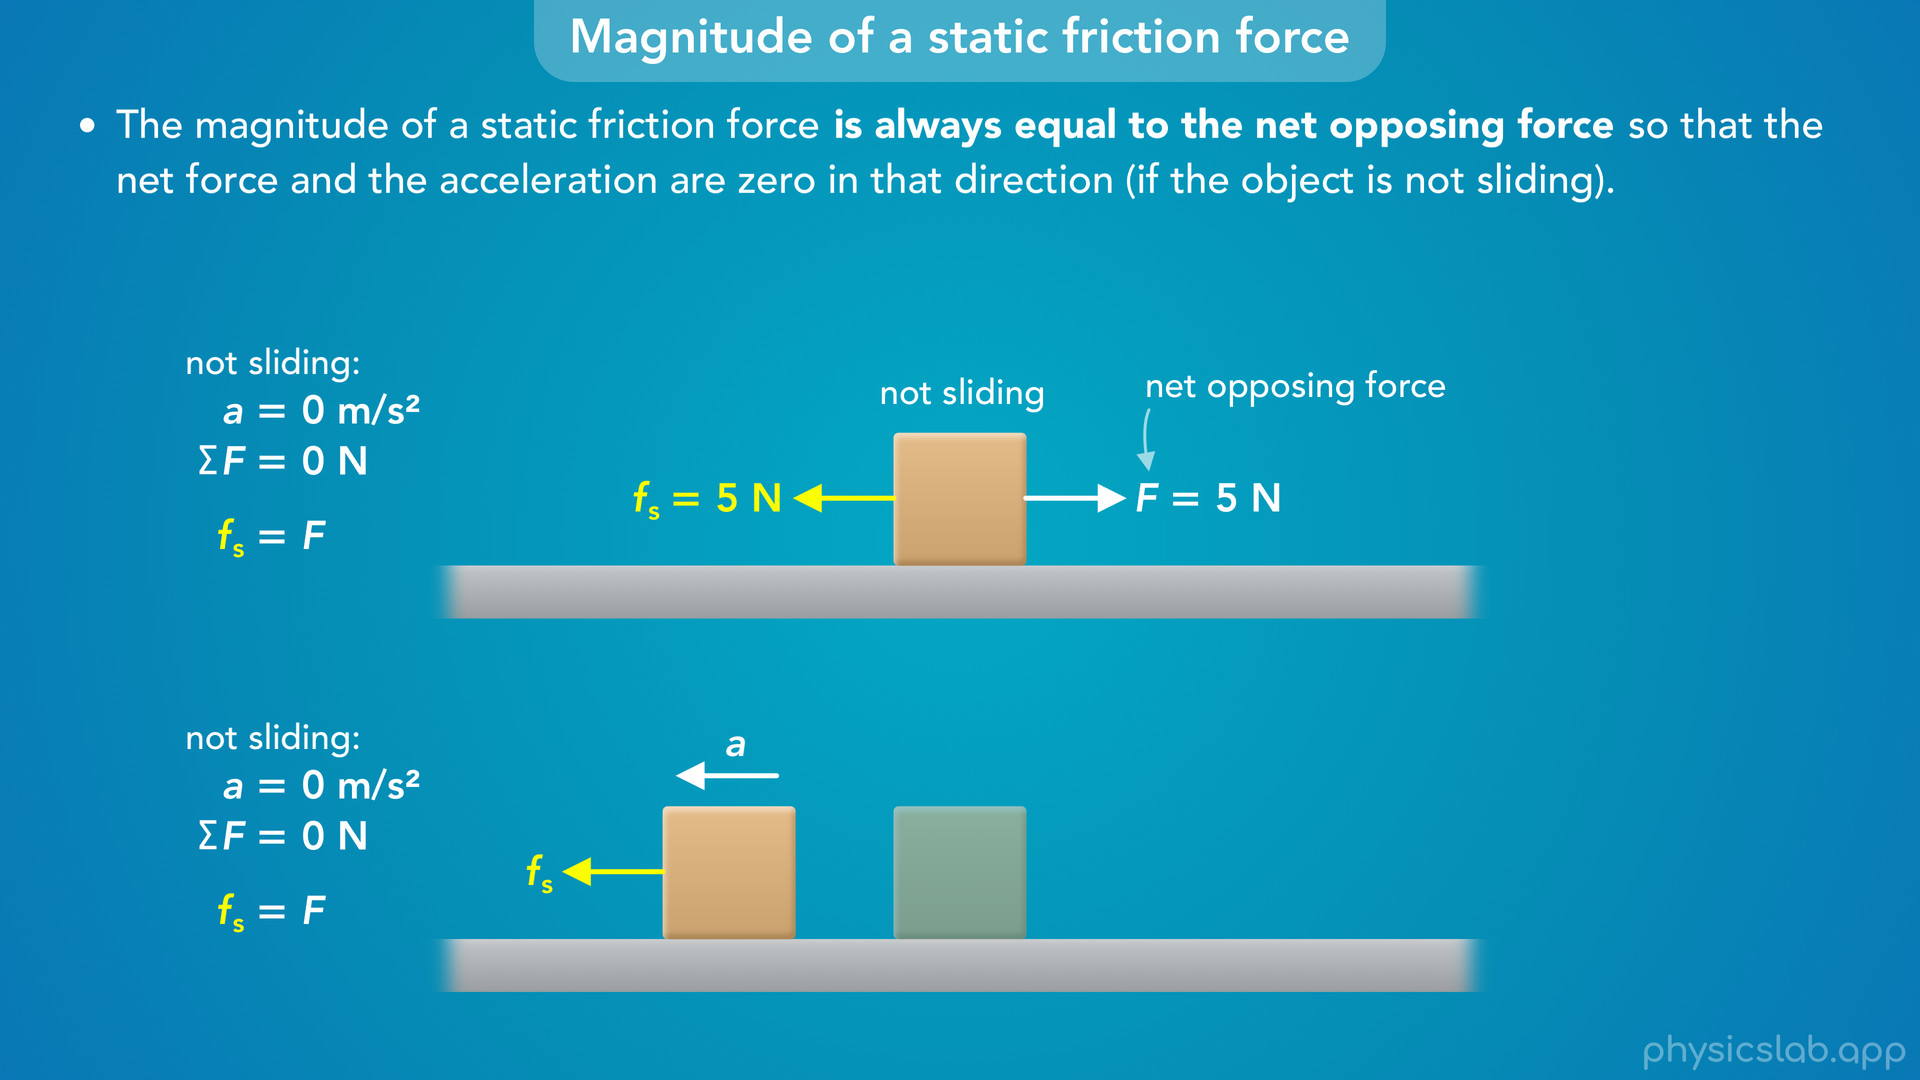 Magnitude of a static friction force
• The magnitude of a static friction force is always equal to the net opposing force so that the
net force and the acceleration are zero in that direction (if the object is not sliding).
not sliding:
a = 0 m/s²
ΣF = 0 N
fₛ = F
not sliding
net opposing force
fₛ = 5 N
F = 5 N
not sliding:
a = 0 m/s²
ΣF = 0 N
fₛ = F
a
fₛ
physicslab.app